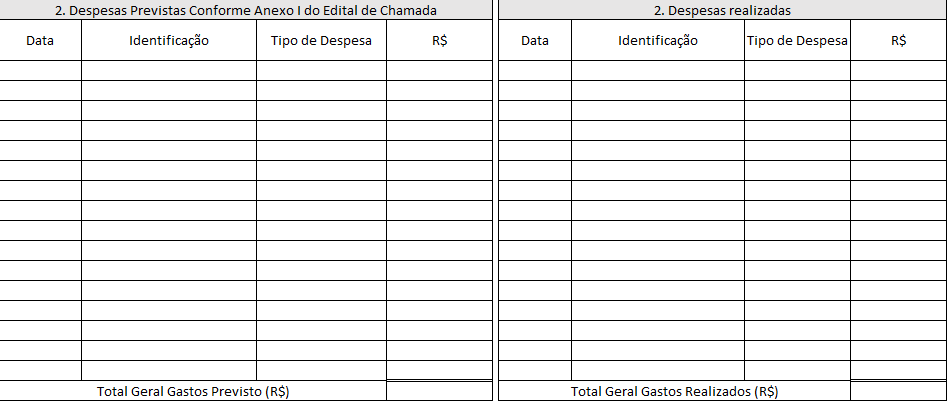 2. Despesas Previstas Conforme Anexo I do Edital de Chamada
Data Identificação Tipo de Despesa R$
Total Geral Gastos Previsto (R$)
2. Despesas realizadas
Data Identificação Tipo de Despesa R$
Total Geral Gastos Realizados (R$)